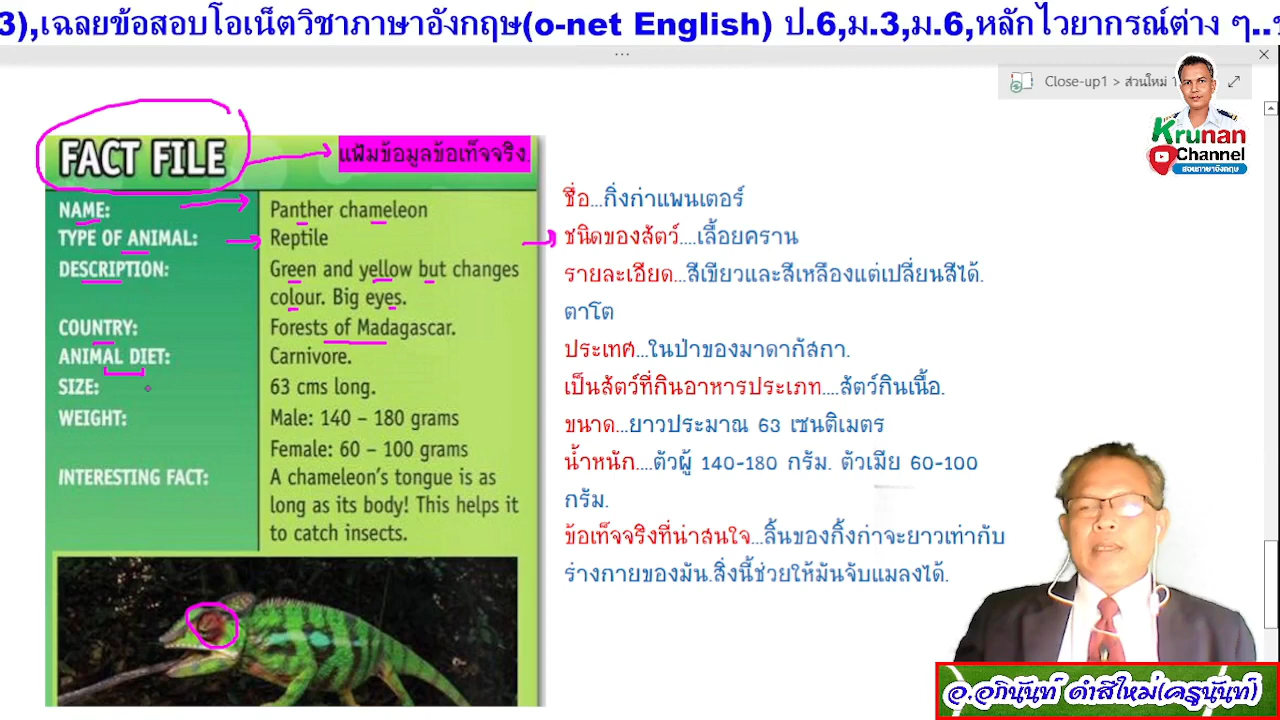 3),เฉลยข้อสอบโอเน็ตวิชาภาษาอังกฤษ(o-net English) ป.6,ม.3,ม.6,หลักไวยากรณ์ต่าง ๆ..
Close-up1 > ส่วนใหม่ 1
Krunan
Channel
สอนภาษาอังกฤษ
FACT FILE
แฟ้มข้อมูลข้อเท็จจริง.
NAME: Panther chameleon
TYPE OF ANIMAL: Reptile
DESCRIPTION: Green and yellow but changes
colour. Big eyes.
COUNTRY: Forests of Madagascar.
ANIMAL DIET: Carnivore.
SIZE: 63 cms long.
WEIGHT: Male: 140 – 180 grams
Female: 60 – 100 grams
INTERESTING FACT: A chameleon's tongue is as
long as its body! This helps it
to catch insects.
ชื่อ...กิ่งก่าแพนเตอร์
ชนิดของสัตว์....เลื้อยคราน
รายละเอียด...สีเขียวและสีเหลืองแต่เปลี่ยนสีได้.
ตาโต
ประเทศ...ในป่าของมาดากัสกา.
เป็นสัตว์ที่กินอาหารประเภท....สัตว์กินเนื้อ.
ขนาด...ยาวประมาณ 63 เซนติเมตร
น้ำหนัก....ตัวผู้ 140-180 กรัม. ตัวเมีย 60-100
กรัม.
ข้อเท็จจริงที่น่าสนใจ...ลิ้นของกิ้งก่าจะยาวเท่ากับ
ร่างกายของมัน.สิ่งนี้ช่วยให้มันจับแมลงได้.
อ.อภินันท์ ดำสีใหม่(ครูนันท์)